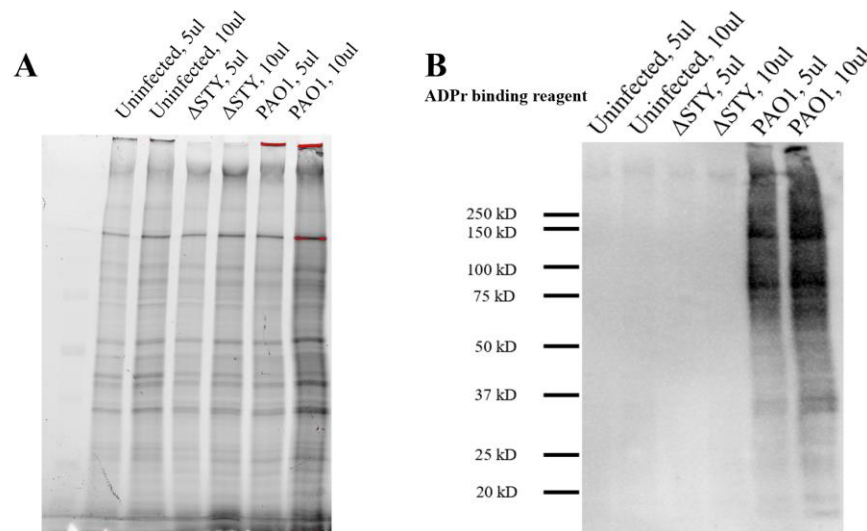 A
Uninfected, 5ul
Uninfected, 10ul
ΔSTY, 5ul
ΔSTY, 10ul
PAO1, 5ul
PAO1, 10ul
B
ADPr binding reagent
Uninfected, 5ul
Uninfected, 10ul
ΔSTY, 5ul
ΔSTY, 10ul
PAO1, 5ul
PAO1, 10ul
250 kD
150 kD
100 kD
75 kD
50 kD
37 kD
25 kD
20 kD